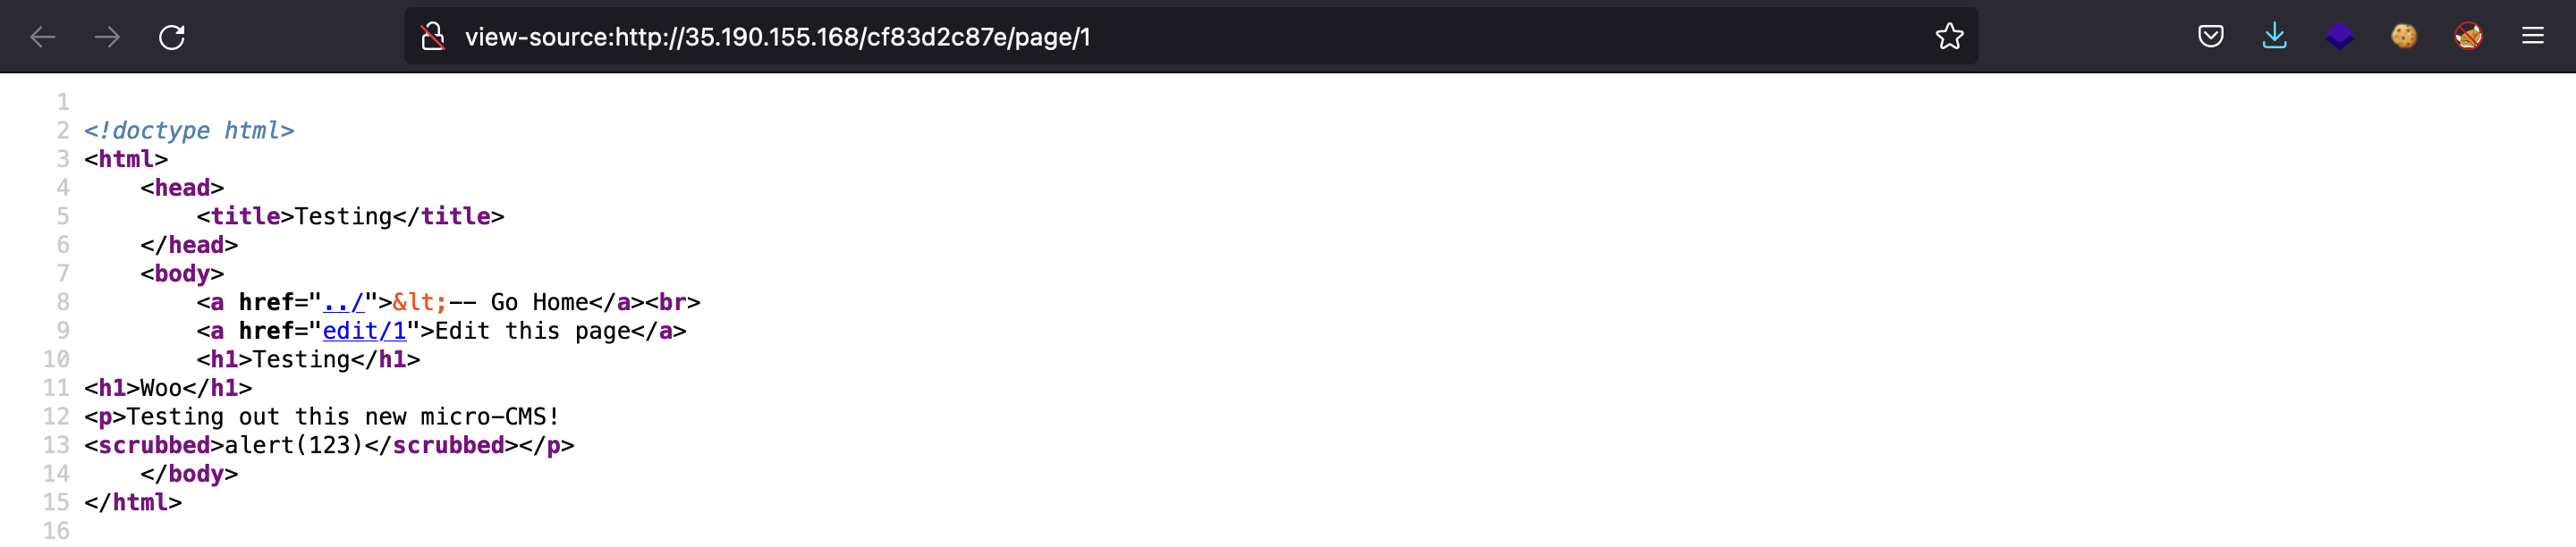 view-source:http://35.190.155.168/cf83d2c87e/page/1
1
2 <!doctype html>
3 <html>
4     <head>
5         <title>Testing</title>
6     </head>
7     <body>
8         <a href="../">&lt;-- Go Home</a><br>
9         <a href="edit/1">Edit this page</a>
10         <h1>Testing</h1>
11 <h1>Woo</h1>
12 <p>Testing out this new micro-CMS!
13 <scrubbed>alert(123)</scrubbed></p>
14     </body>
15 </html>
16